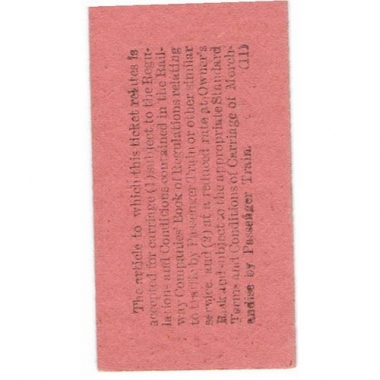 The article to which this ticket relates is
accepted for carriage (1) subject to the Regu-
lations and Conditions contained in the Rail-
way Companies' Book of Regulations relating
to traffic by Passenger Train or other similar
service, and (2) at a reduced rate at Owner's
Risk and subject to the appropriate Standard
Terms and Conditions of Carriage of Merch-
andise by Passenger Train. (11)